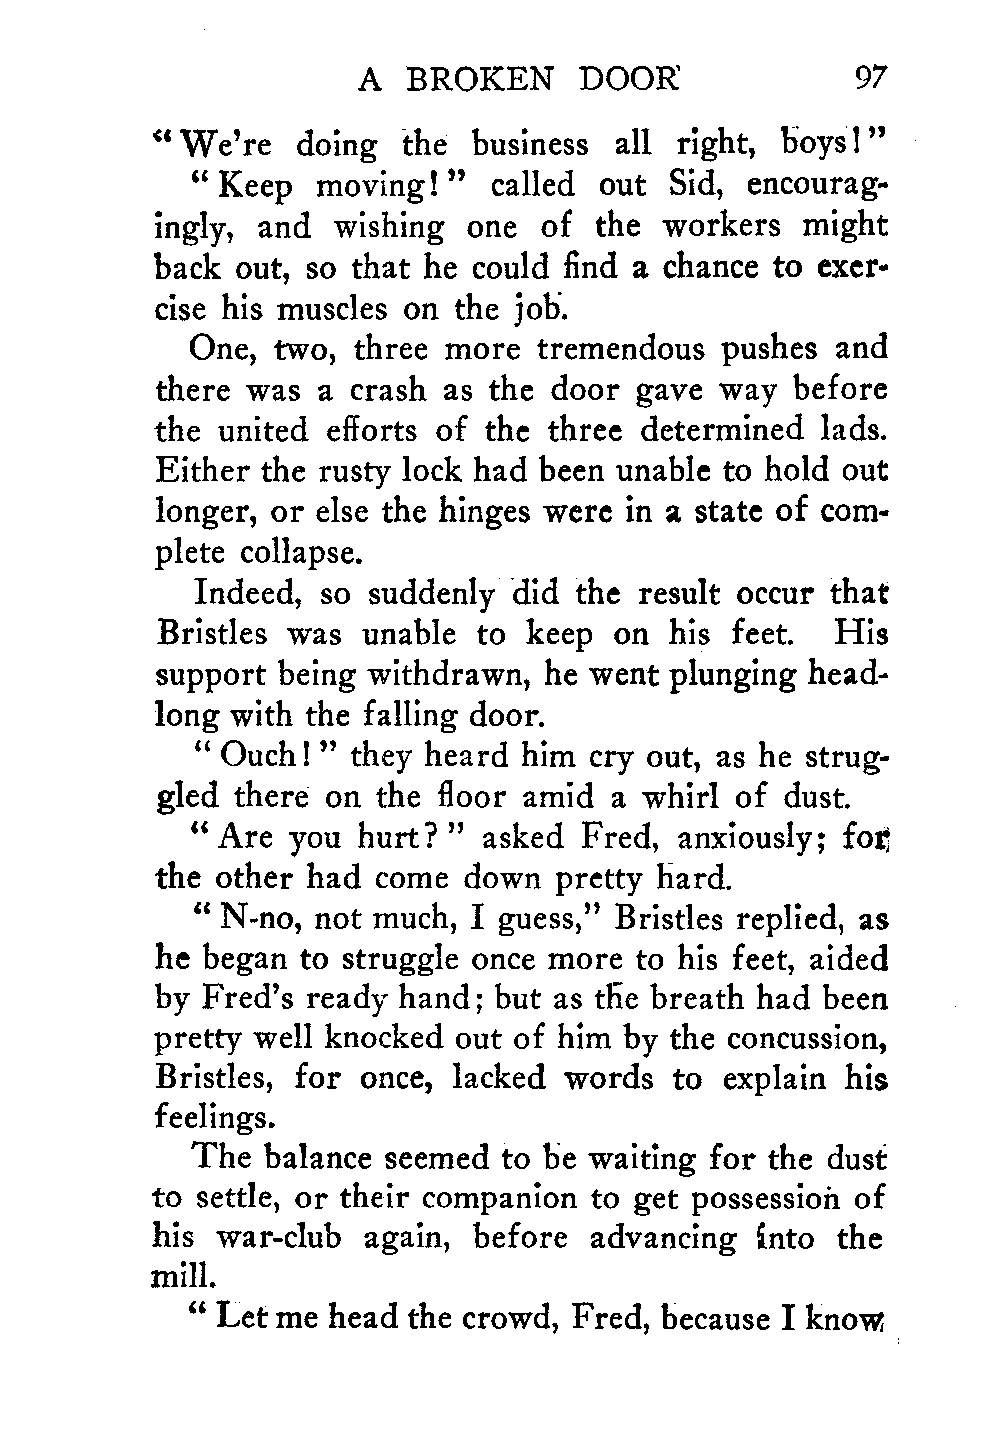 A BROKEN DOOR 97
“We're doing the business all right, boys!”
“Keep moving!” called out Sid, encourag-
ingly, and wishing one of the workers might
back out, so that he could find a chance to exer-
cise his muscles on the job.
One, two, three more tremendous pushes and
there was a crash as the door gave way before
the united efforts of the three determined lads.
Either the rusty lock had been unable to hold out
longer, or else the hinges were in a state of com-
plete collapse.
Indeed, so suddenly did the result occur that
Bristles was unable to keep on his feet. His
support being withdrawn, he went plunging head-
long with the falling door.
“Ouch!” they heard him cry out, as he strug-
gled there on the floor amid a whirl of dust.
“Are you hurt?” asked Fred, anxiously; for
the other had come down pretty hard.
“N-no, not much, I guess,” Bristles replied, as
he began to struggle once more to his feet, aided
by Fred's ready hand; but as the breath had been
pretty well knocked out of him by the concussion,
Bristles, for once, lacked words to explain his
feelings.
The balance seemed to be waiting for the dust
to settle, or their companion to get possession of
his war-club again, before advancing into the
mill.
“Let me head the crowd, Fred, because I know